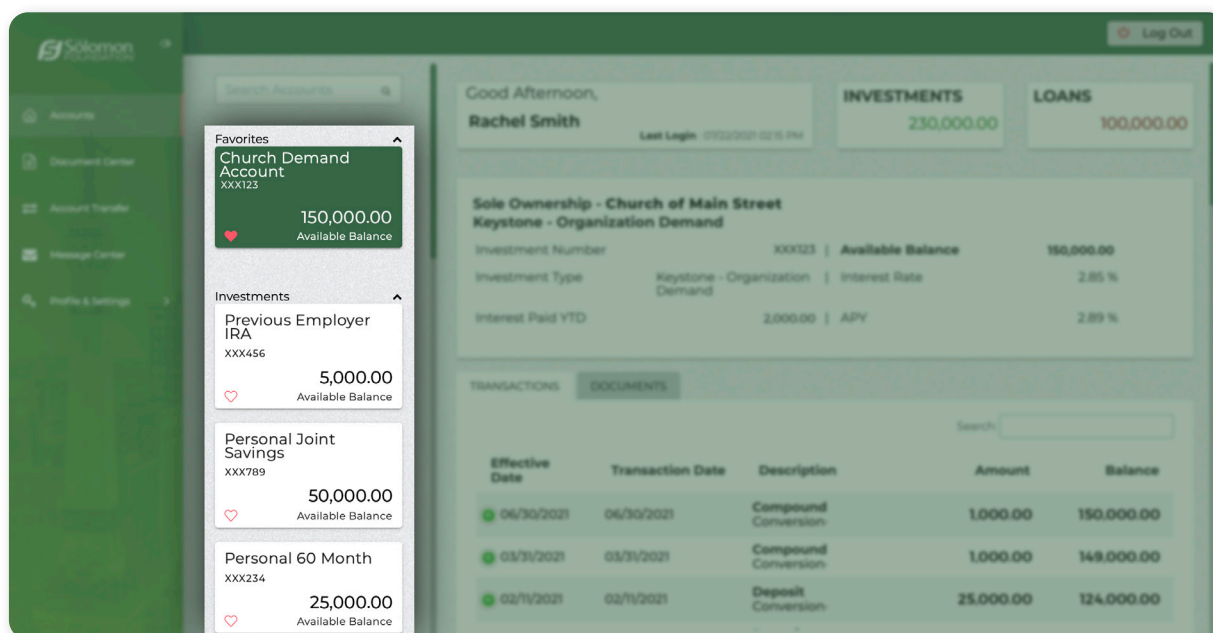 Sölomon
FOUNDATION
Log Out
Accounts
Document Center
Account Transfer
Message Center
Profile & Settings
Search Accounts
Favorites
Church Demand
Account
XXX123
150,000.00
Available Balance
Investments
Previous Employer
IRA
XXX456
5,000.00
Available Balance
Personal Joint
Savings
XXX789
50,000.00
Available Balance
Personal 60 Month
XXX234
25,000.00
Available Balance
Good Afternoon,
Rachel Smith
Last Login 07/22/2021 02:15 PM
INVESTMENTS
230,000.00
LOANS
100,000.00
Sole Ownership - Church of Main Street
Keystone - Organization Demand
Investment Number XXX123 | Available Balance 150,000.00
Investment Type Keystone - Organization | Interest Rate 2.85 %
Demand
Interest Paid YTD 2,000.00 | APY 2.89 %
TRANSACTIONS DOCUMENTS
Search:
Effective
Date Transaction Date Description Amount Balance
06/30/2021 06/30/2021 Compound 1,000.00 150,000.00
Conversion-
03/31/2021 03/31/2021 Compound 1,000.00 149,000.00
Conversion-
02/11/2021 02/11/2021 Deposit 25,000.00 124,000.00
Conversion-